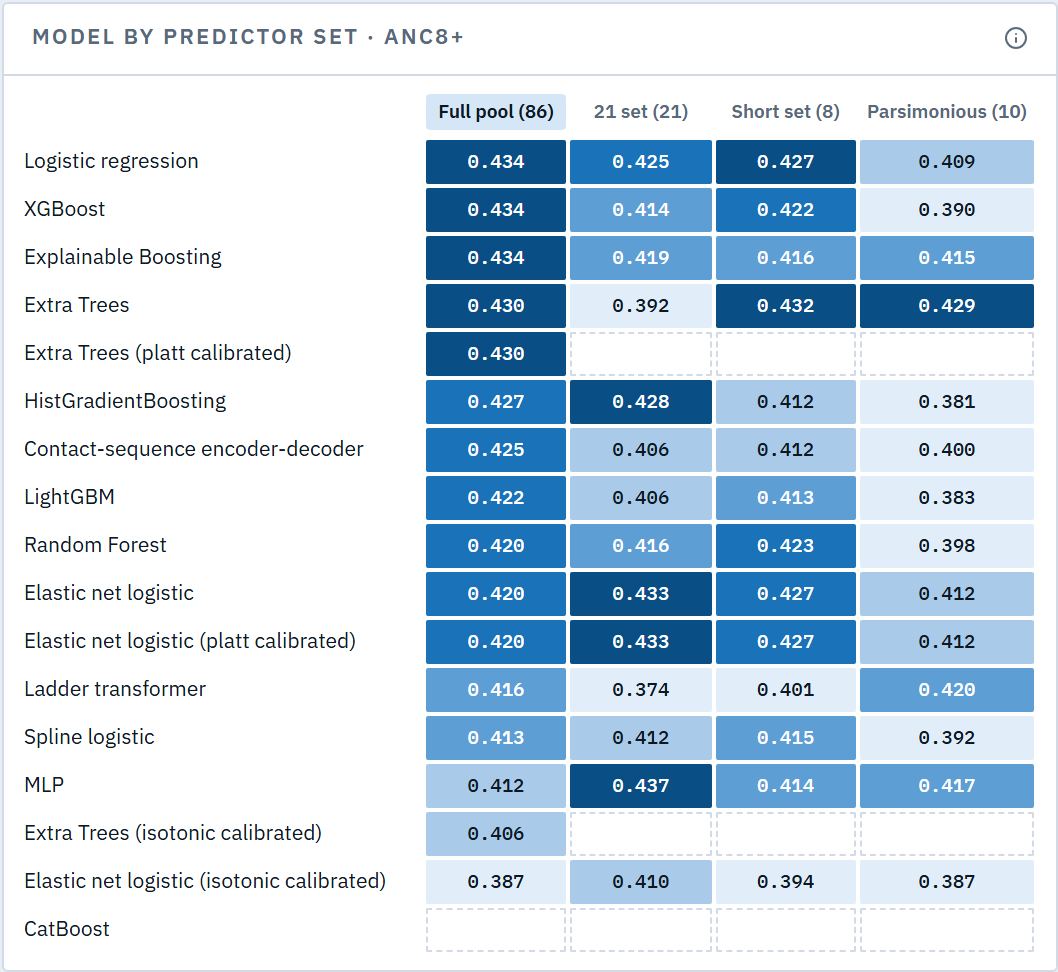 MODEL BY PREDICTOR SET · ANC8+
Full pool (86) 21 set (21) Short set (8) Parsimonious (10)
Logistic regression 0.434 0.425 0.427 0.409
XGBoost 0.434 0.414 0.422 0.390
Explainable Boosting 0.434 0.419 0.416 0.415
Extra Trees 0.430 0.392 0.432 0.429
Extra Trees (platt calibrated) 0.430
HistGradientBoosting 0.427 0.428 0.412 0.381
Contact-sequence encoder-decoder 0.425 0.406 0.412 0.400
LightGBM 0.422 0.406 0.413 0.383
Random Forest 0.420 0.416 0.423 0.398
Elastic net logistic 0.420 0.433 0.427 0.412
Elastic net logistic (platt calibrated) 0.420 0.433 0.427 0.412
Ladder transformer 0.416 0.374 0.401 0.420
Spline logistic 0.413 0.412 0.415 0.392
MLP 0.412 0.437 0.414 0.417
Extra Trees (isotonic calibrated) 0.406
Elastic net logistic (isotonic calibrated) 0.387 0.410 0.394 0.387
CatBoost